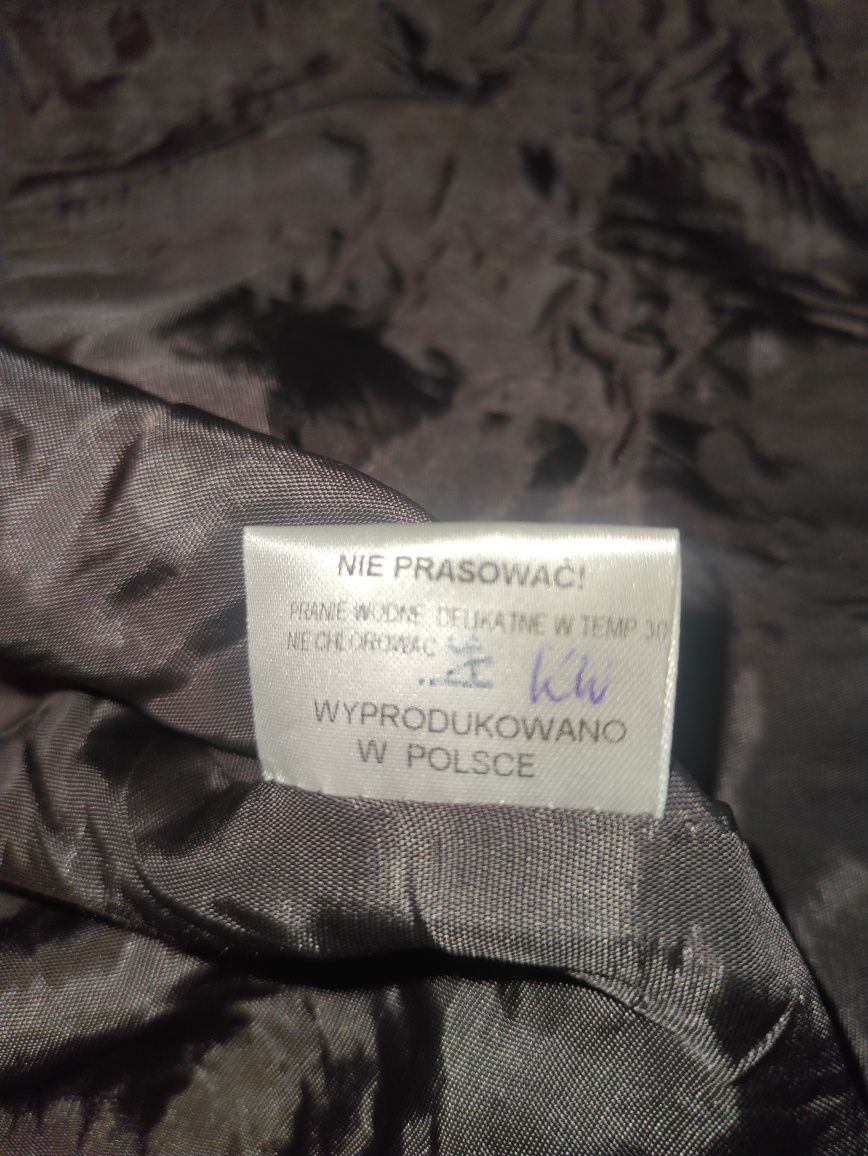 NIE PRASOWAĆ!
PRANIE WODNE DELIKATNE W TEMP 30
NIE CHLOROWAĆ
KW
WYPRODUKOWANO
W POLSCE